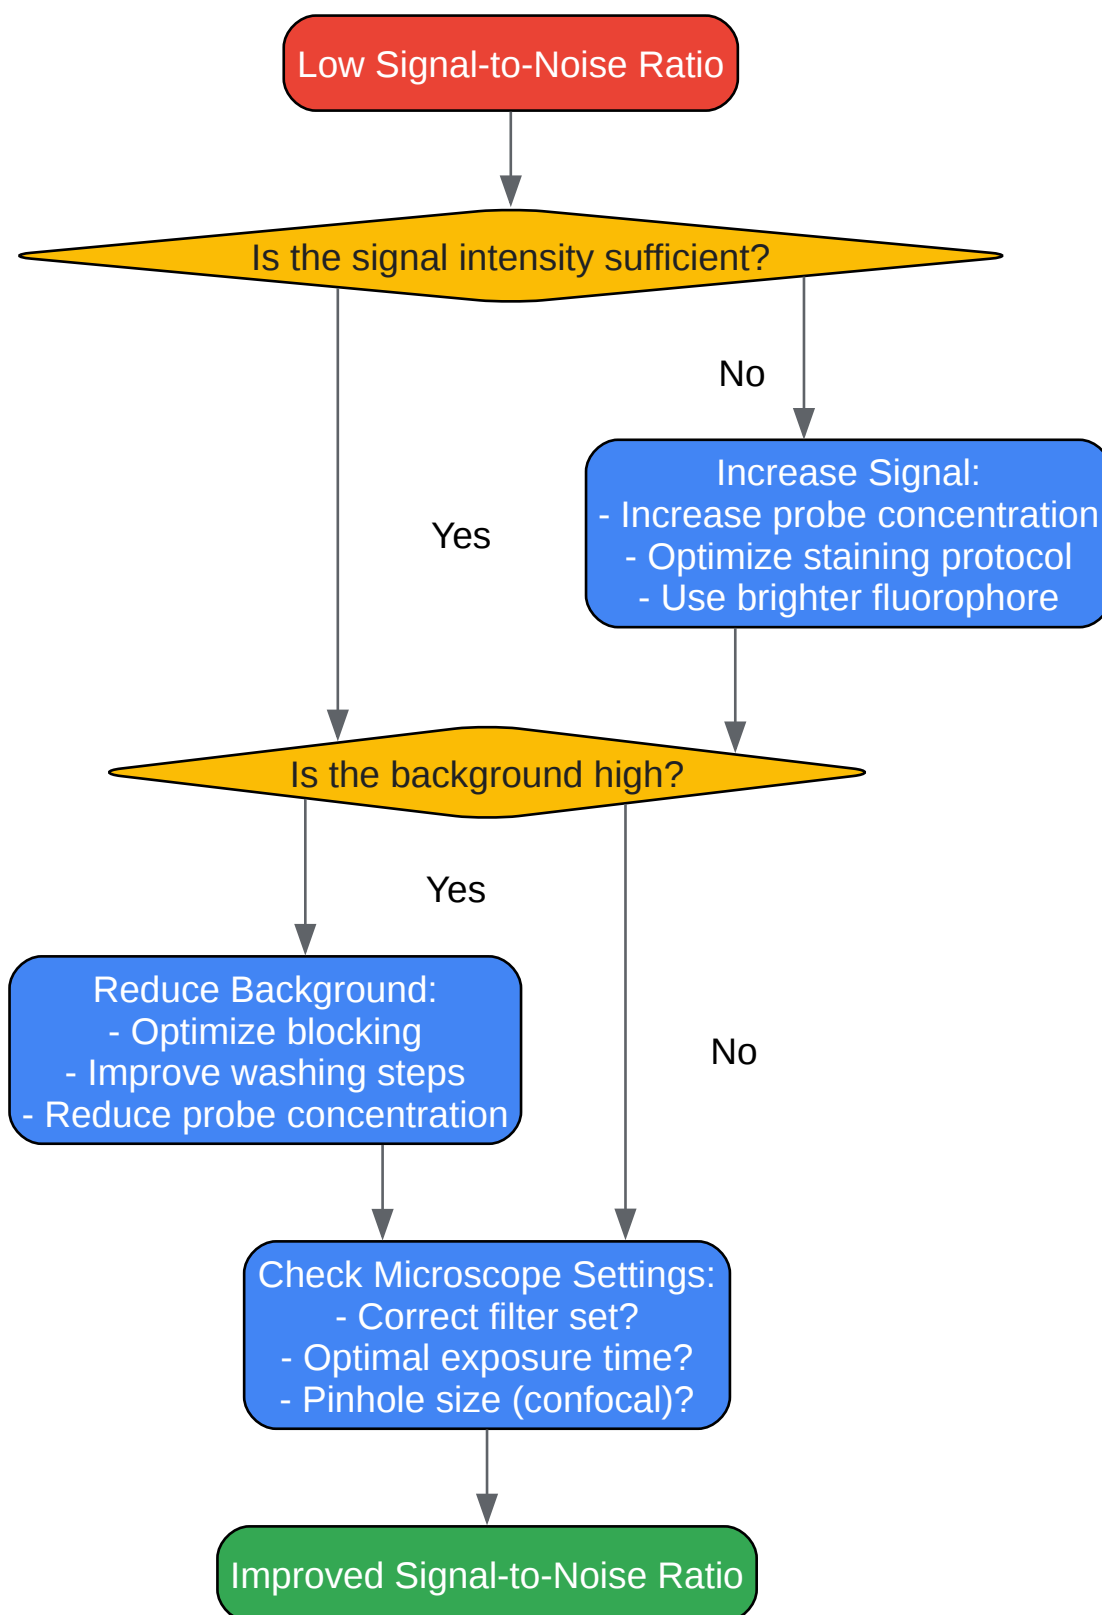 Low Signal-to-Noise Ratio
Is the signal intensity sufficient?
No
Increase Signal:
- Increase probe concentration
- Optimize staining protocol
- Use brighter fluorophore
Yes
Is the background high?
Yes
Reduce Background:
- Optimize blocking
- Improve washing steps
- Reduce probe concentration
No
Check Microscope Settings:
- Correct filter set?
- Optimal exposure time?
- Pinhole size (confocal)?
Improved Signal-to-Noise Ratio